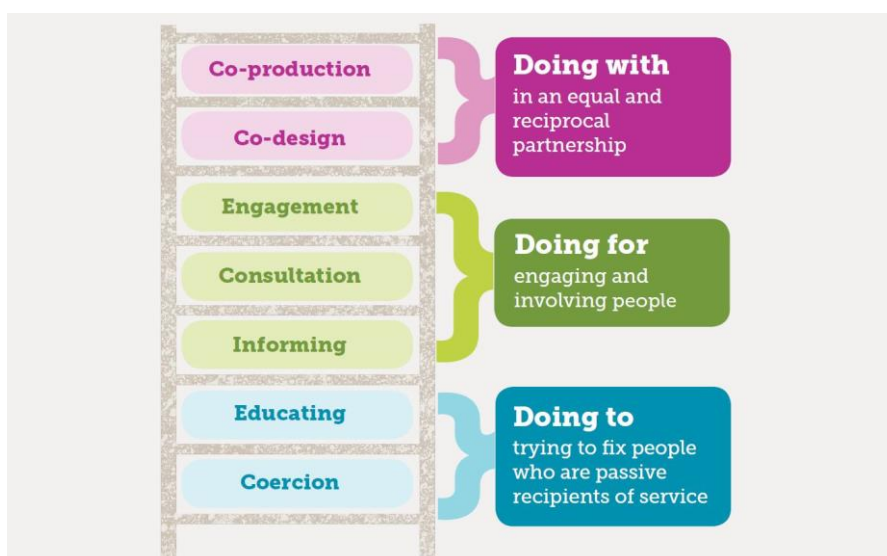 Co-production
Co-design
Engagement
Consultation
Informing
Educating
Coercion
Doing with
in an equal and
reciprocal
partnership
Doing for
engaging and
involving people
Doing to
trying to fix people
who are passive
recipients of service